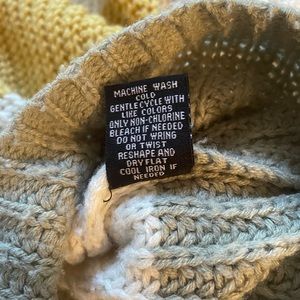 MACHINE WASH
COLD
GENTLE CYCLE WITH
LIKE COLORS
ONLY NON-CHLORINE
BLEACH IF NEEDED
DO NOT WRING
OR TWIST
RESHAPE AND
DRY FLAT
COOL IRON IF
NEEDED